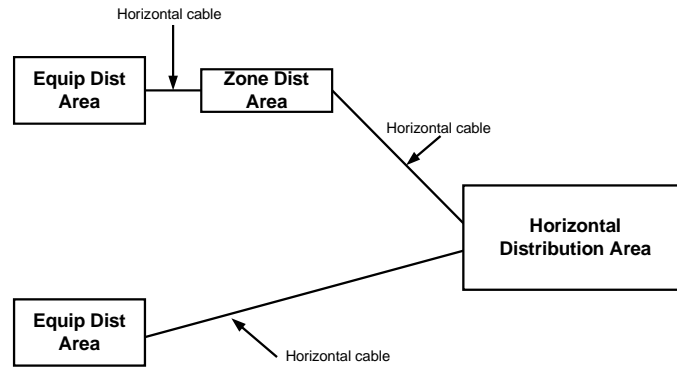 Horizontal cable
Equip Dist
Area
Zone Dist
Area
Horizontal cable
Horizontal
Distribution Area
Equip Dist
Area
Horizontal cable